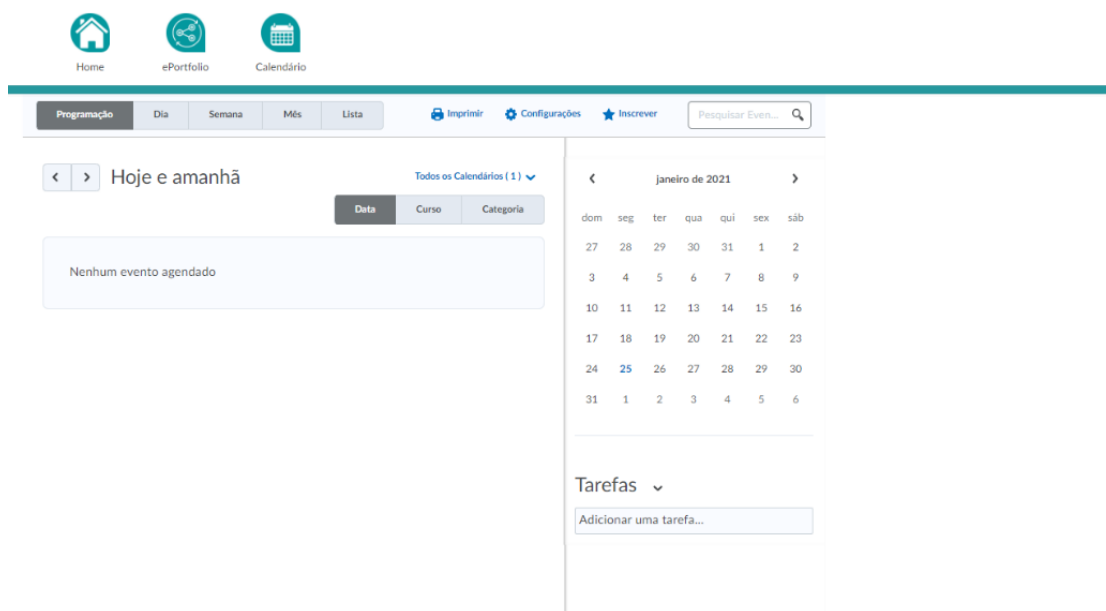 Home ePortfolio Calendário
Programação Dia Semana Mês Lista Imprimir Configurações Inscrever Pesquisar Even...
Hoje e amanhã Todos os Calendários ( 1 )
Data Curso Categoria
Nenhum evento agendado
janeiro de 2021
dom seg ter qua qui sex sáb
27 28 29 30 31 1 2
3 4 5 6 7 8 9
10 11 12 13 14 15 16
17 18 19 20 21 22 23
24 25 26 27 28 29 30
31 1 2 3 4 5 6
Tarefas
Adicionar uma tarefa...